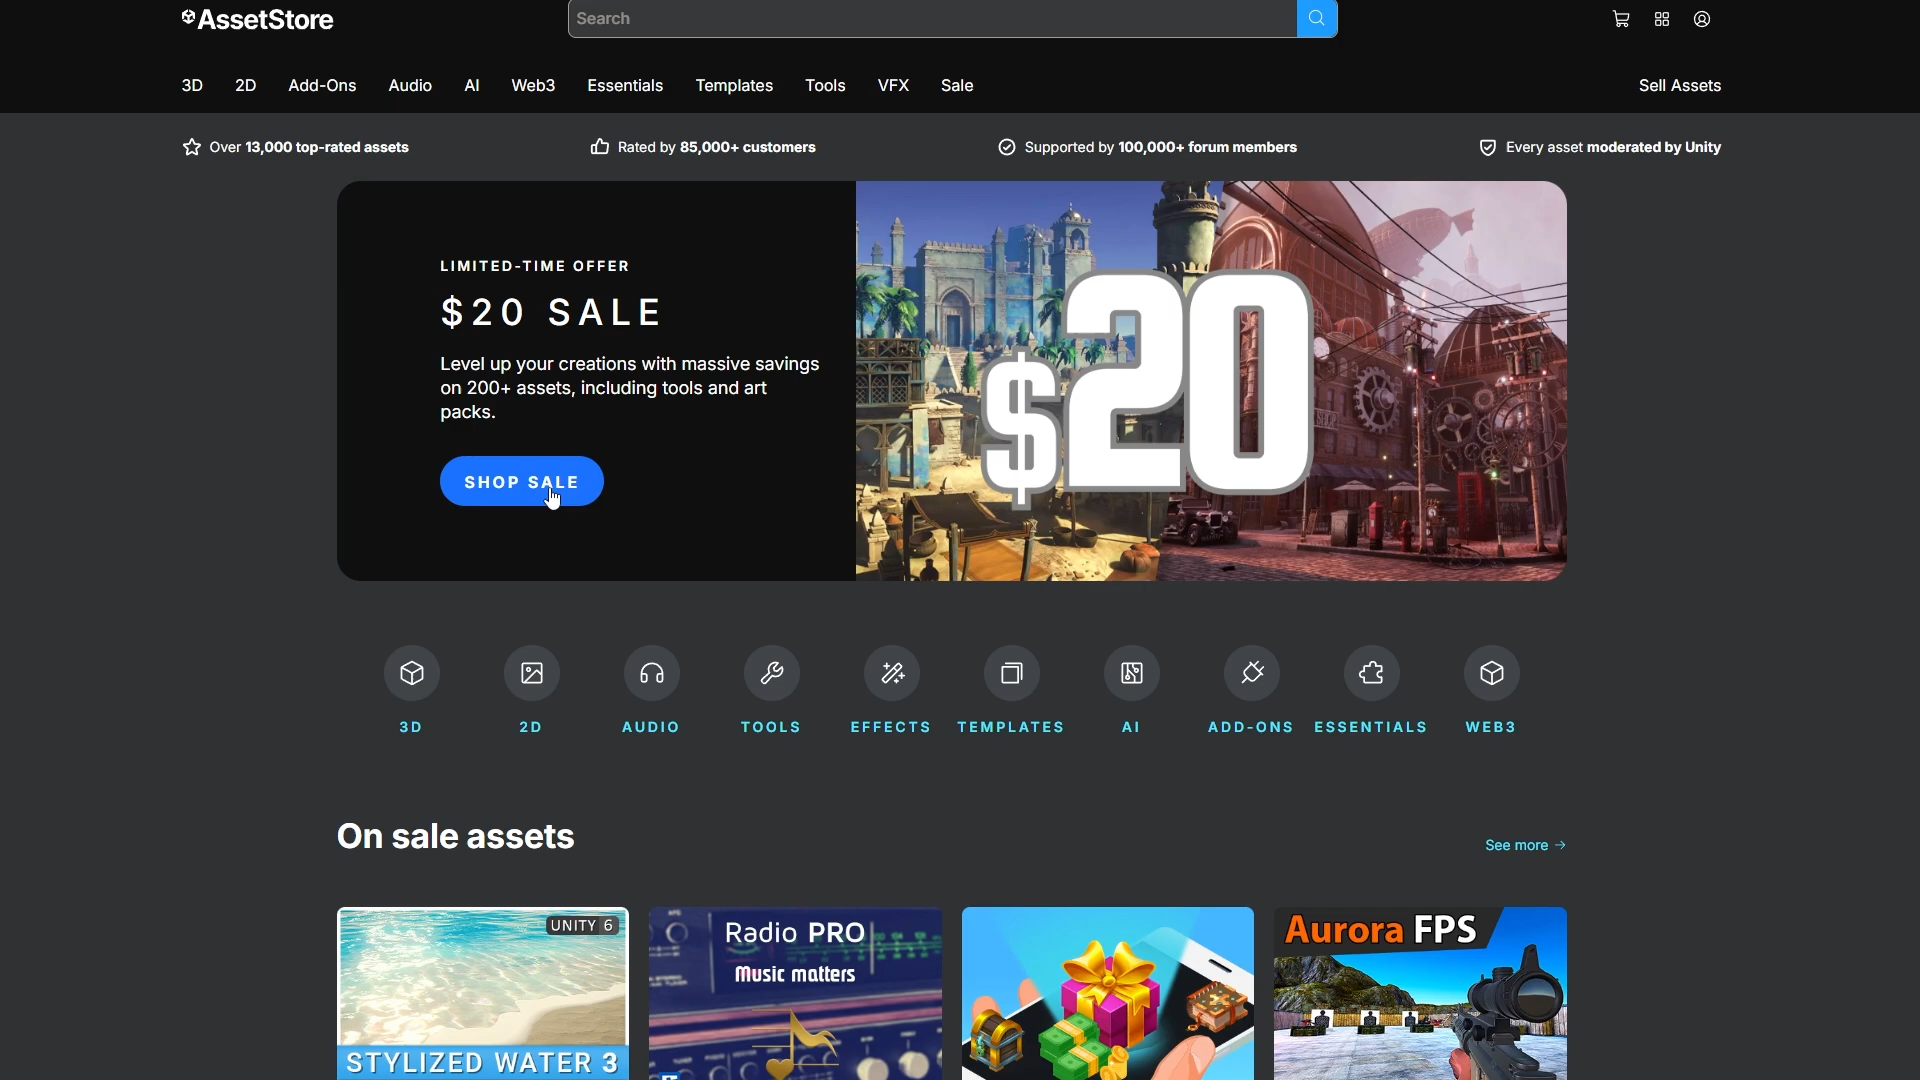 AssetStore
Search
3D
2D
Add-Ons
Audio
AI
Web3
Essentials
Templates
Tools
VFX
Sale
Sell Assets
Over 13,000 top-rated assets
Rated by 85,000+ customers
Supported by 100,000+ forum members
Every asset moderated by Unity
LIMITED-TIME OFFER
$20 SALE
Level up your creations with massive savings
on 200+ assets, including tools and art
packs.
SHOP SALE
$20
3D
2D
AUDIO
TOOLS
EFFECTS
TEMPLATES
AI
ADD-ONS
ESSENTIALS
WEB3
On sale assets
See more →
UNITY 6
STYLIZED WATER 3
Radio PRO
Music matters
Aurora FPS